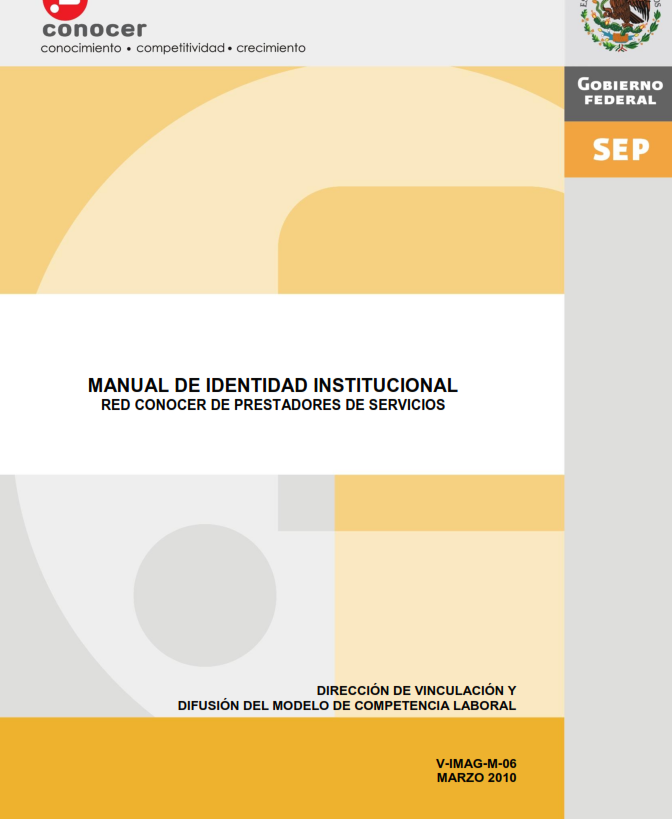 conocer
conocimiento • competitividad • crecimiento
GOBIERNO
FEDERAL
SEP
MANUAL DE IDENTIDAD INSTITUCIONAL
RED CONOCER DE PRESTADORES DE SERVICIOS
DIRECCIÓN DE VINCULACIÓN Y
DIFUSIÓN DEL MODELO DE COMPETENCIA LABORAL
V-IMAG-M-06
MARZO 2010